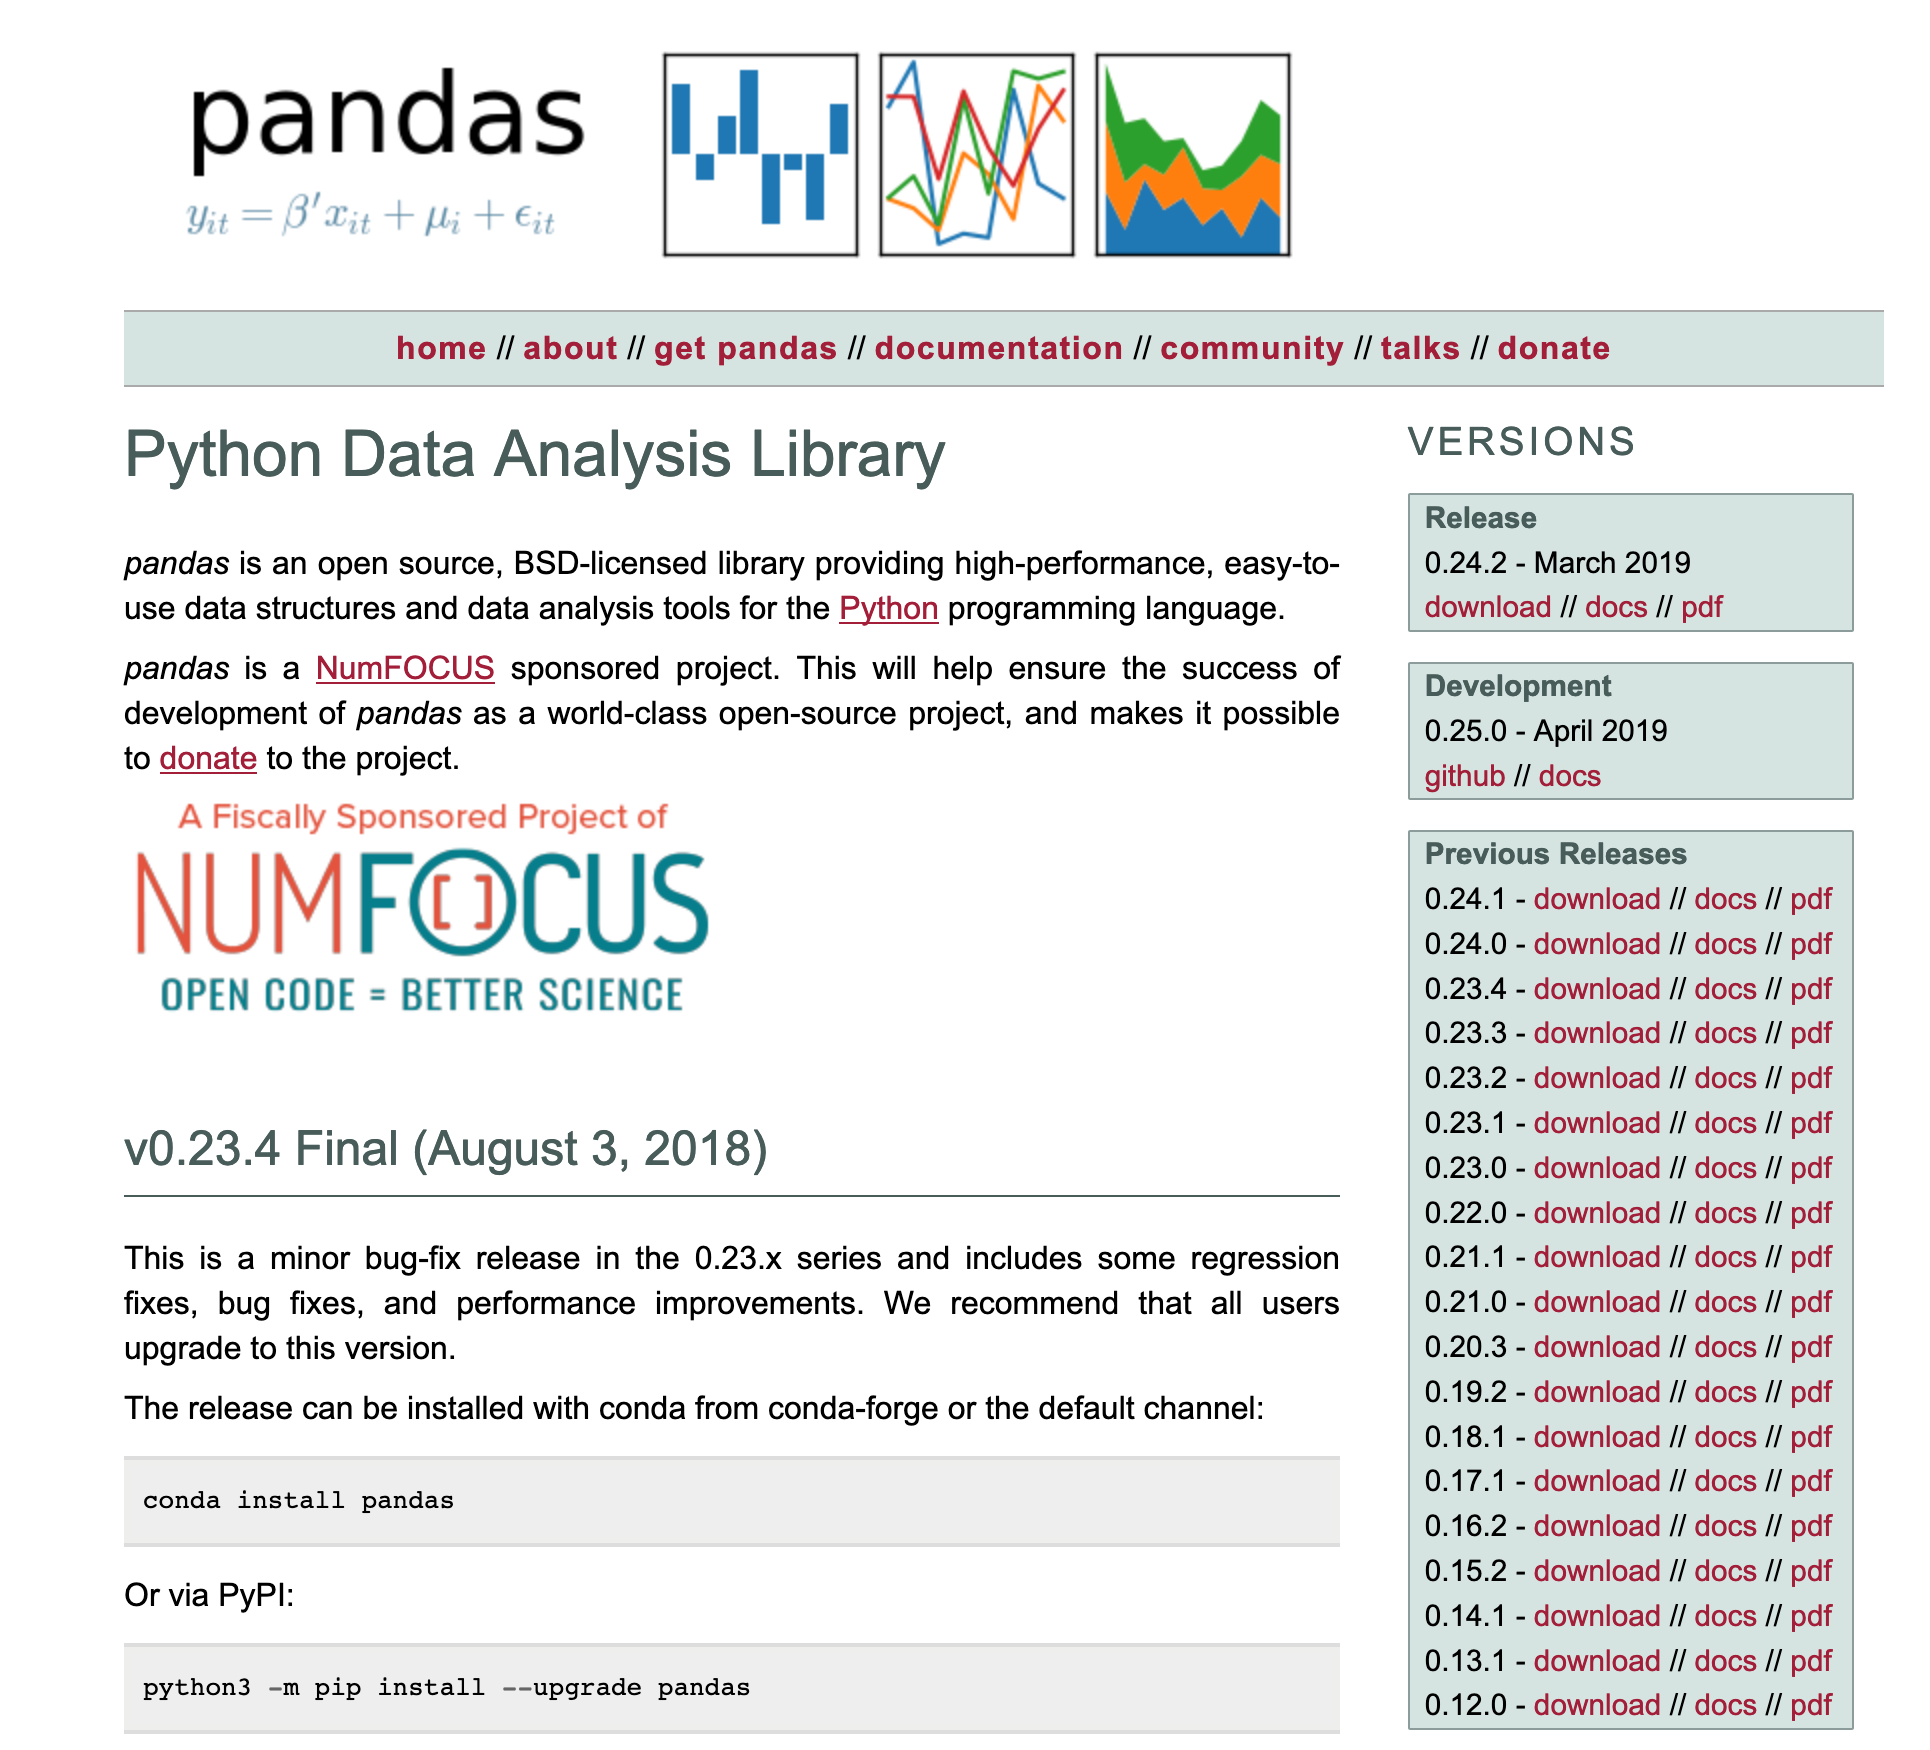 pandas
y_{it} = β′x_{it} + μ_i + ϵ_{it}
home // about // get pandas // documentation // community // talks // donate
Python Data Analysis Library
pandas is an open source, BSD-licensed library providing high-performance, easy-to-
use data structures and data analysis tools for the Python programming language.
pandas is a NumFOCUS sponsored project. This will help ensure the success of
development of pandas as a world-class open-source project, and makes it possible
to donate to the project.
A Fiscally Sponsored Project of
NUMFOCUS
OPEN CODE = BETTER SCIENCE
v0.23.4 Final (August 3, 2018)
This is a minor bug-fix release in the 0.23.x series and includes some regression
fixes, bug fixes, and performance improvements. We recommend that all users
upgrade to this version.
The release can be installed with conda from conda-forge or the default channel:
conda install pandas
Or via PyPI:
python3 -m pip install --upgrade pandas
VERSIONS
Release
0.24.2 - March 2019
download // docs // pdf
Development
0.25.0 - April 2019
github // docs
Previous Releases
0.24.1 - download // docs // pdf
0.24.0 - download // docs // pdf
0.23.4 - download // docs // pdf
0.23.3 - download // docs // pdf
0.23.2 - download // docs // pdf
0.23.1 - download // docs // pdf
0.23.0 - download // docs // pdf
0.22.0 - download // docs // pdf
0.21.1 - download // docs // pdf
0.21.0 - download // docs // pdf
0.20.3 - download // docs // pdf
0.19.2 - download // docs // pdf
0.18.1 - download // docs // pdf
0.17.1 - download // docs // pdf
0.16.2 - download // docs // pdf
0.15.2 - download // docs // pdf
0.14.1 - download // docs // pdf
0.13.1 - download // docs // pdf
0.12.0 - download // docs // pdf